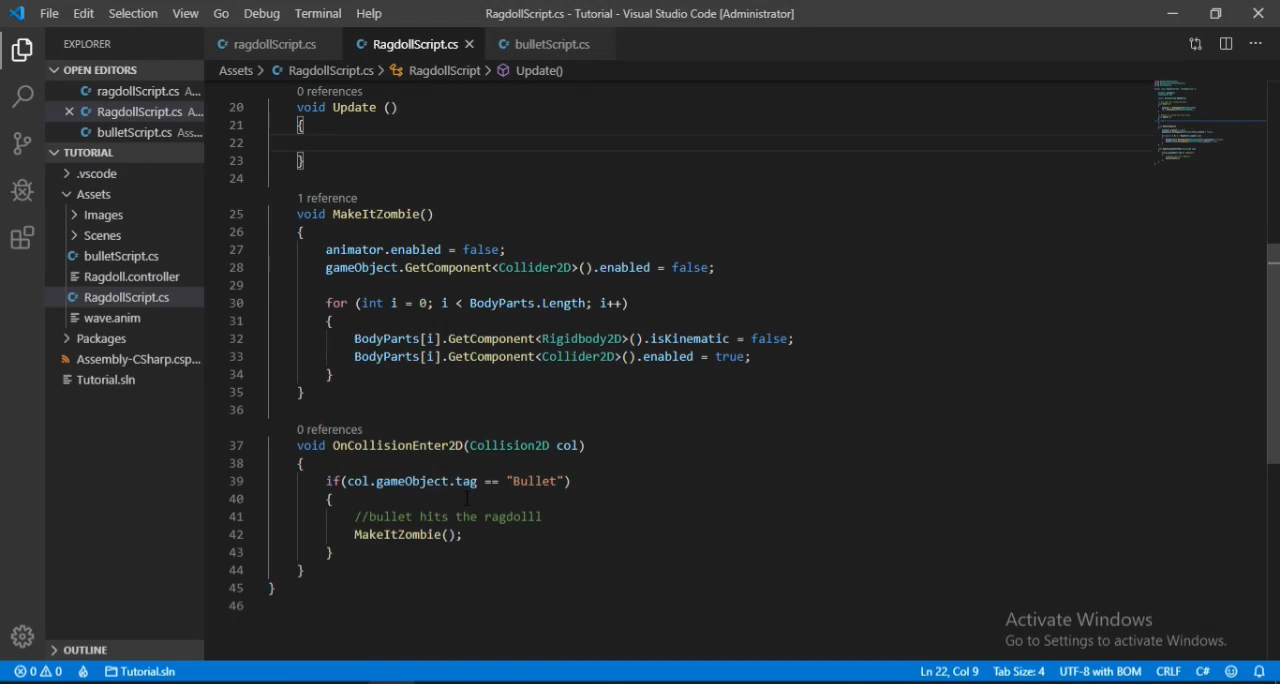 File Edit Selection View Go Debug Terminal Help RagdollScript.cs - Tutorial - Visual Studio Code [Administrator]
EXPLORER
OPEN EDITORS
ragdollScript.cs A...
RagdollScript.cs A...
bulletScript.cs Ass...
TUTORIAL
.vscode
Assets
Images
Scenes
bulletScript.cs
Ragdoll.controller
RagdollScript.cs
wave.anim
Packages
Assembly-CSharp.csp...
Tutorial.sln
OUTLINE
ragdollScript.cs RagdollScript.cs bulletScript.cs
Assets > RagdollScript.cs > RagdollScript > Update()
0 references
20 void Update ()
21 {
22
23 }
24
1 reference
25 void MakeItZombie()
26 {
27 animator.enabled = false;
28 gameObject.GetComponent<Collider2D>().enabled = false;
29
30 for (int i = 0; i < BodyParts.Length; i++)
31 {
32 BodyParts[i].GetComponent<Rigidbody2D>().isKinematic = false;
33 BodyParts[i].GetComponent<Collider2D>().enabled = true;
34 }
35 }
36
0 references
37 void OnCollisionEnter2D(Collision2D col)
38 {
39 if(col.gameObject.tag == "Bullet")
40 {
41 //bullet hits the ragdolll
42 MakeItZombie();
43 }
44 }
45 }
46
Activate Windows
Go to Settings to activate Windows.
0 0 Tutorial.sln Ln 22, Col 9 Tab Size: 4 UTF-8 with BOM CRLF C#